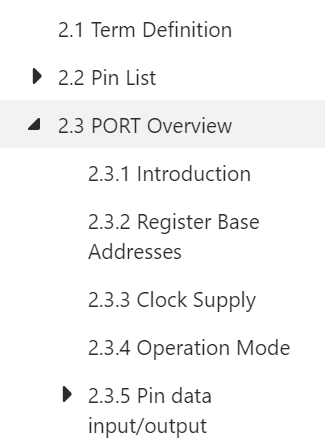 2.1 Term Definition
2.2 Pin List
2.3 PORT Overview
2.3.1 Introduction
2.3.2 Register Base
Addresses
2.3.3 Clock Supply
2.3.4 Operation Mode
2.3.5 Pin data
input/output